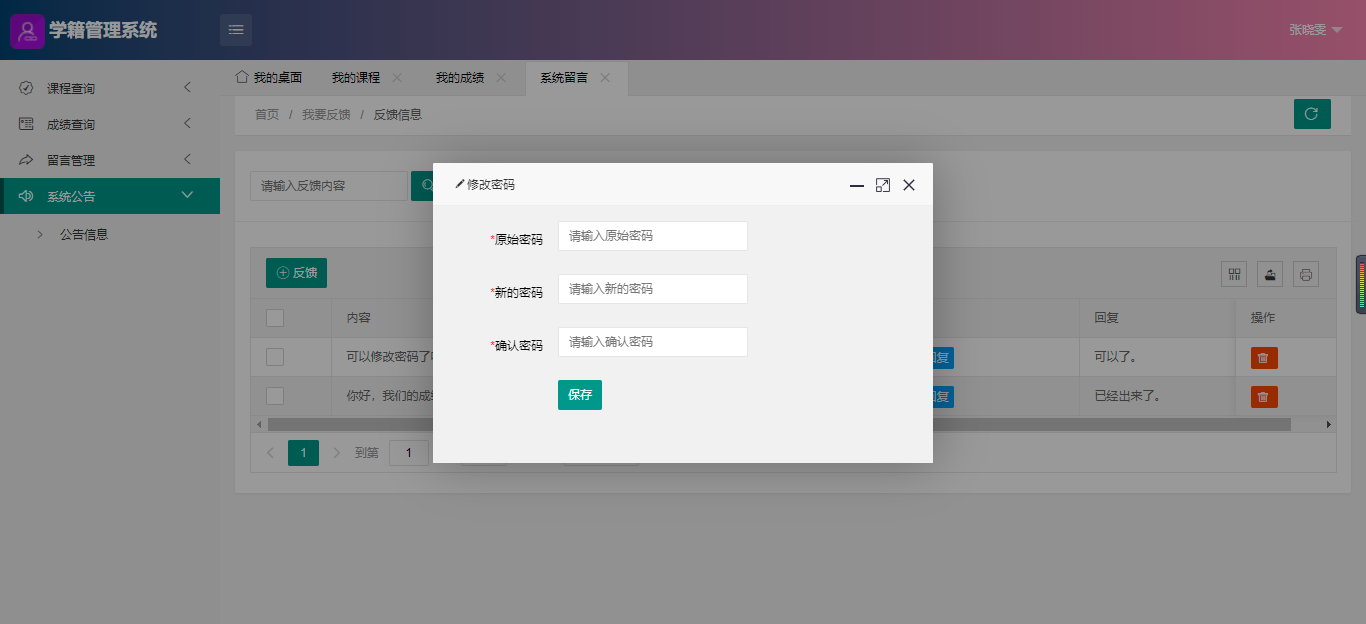 学籍管理系统
张晓雯
课程查询
成绩查询
留言管理
系统公告
公告信息
我的桌面 我的课程 我的成绩 系统留言
首页 / 我要反馈 / 反馈信息
请输入反馈内容
反馈
内容 回复 操作
可以修改密码了 复 可以了。
你好，我们的成 复 已经出来了。
1 到第 1
修改密码
*原始密码 请输入原始密码
*新的密码 请输入新的密码
*确认密码 请输入确认密码
保存